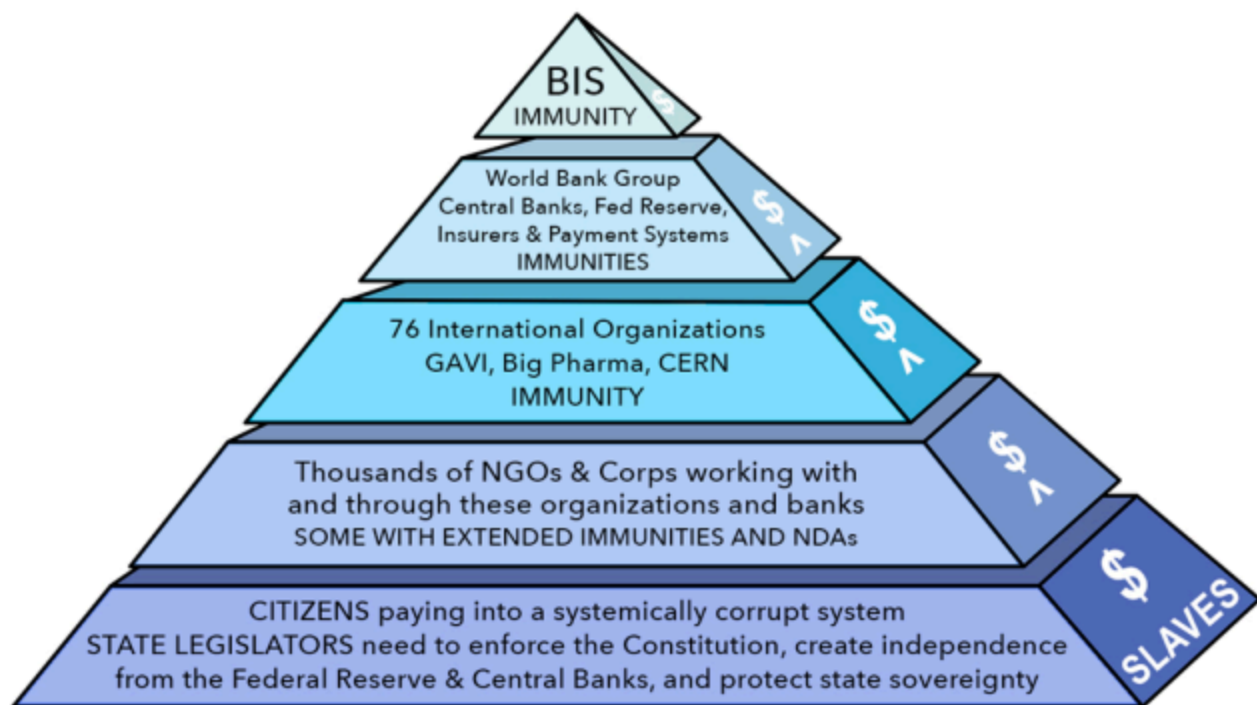 BIS
IMMUNITY
$
World Bank Group
Central Banks, Fed Reserve,
Insurers & Payment Systems
IMMUNITIES
$
76 International Organizations
GAVI, Big Pharma, CERN
IMMUNITY
$
Thousands of NGOs & Corps working with
and through these organizations and banks
SOME WITH EXTENDED IMMUNITIES AND NDAs
$
CITIZENS paying into a systemically corrupt system
STATE LEGISLATORS need to enforce the Constitution, create independence
from the Federal Reserve & Central Banks, and protect state sovereignty
$
SLAVES